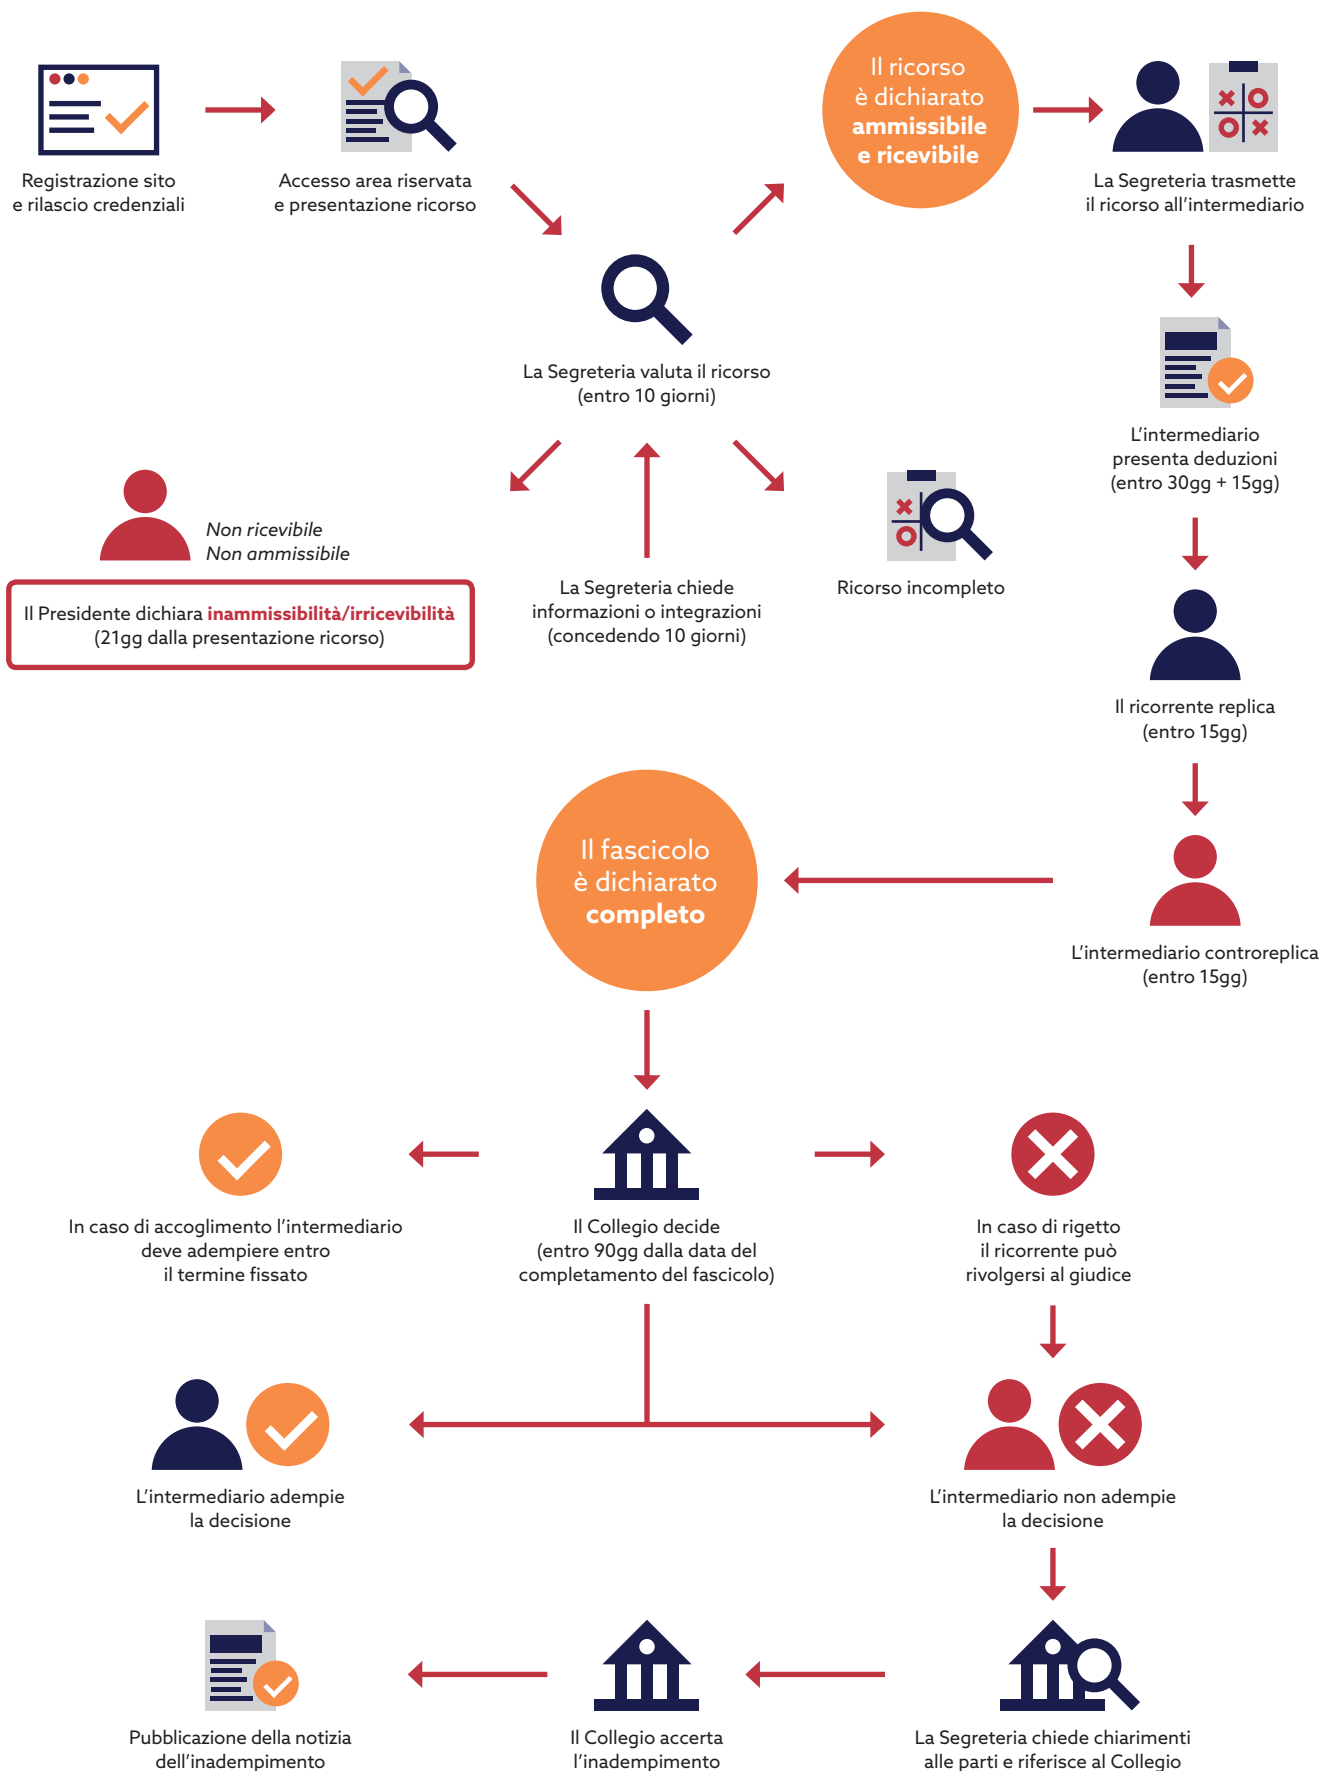 Registrazione sito
e rilascio credenziali
Accesso area riservata
e presentazione ricorso
Il ricorso
è dichiarato
ammissibile
e ricevibile
La Segreteria trasmette
il ricorso all'intermediario
La Segreteria valuta il ricorso
(entro 10 giorni)
L'intermediario
presenta deduzioni
(entro 30gg + 15gg)
Non ricevibile
Non ammissibile
Il Presidente dichiara inammissibilità/irricevibilità
(21gg dalla presentazione ricorso)
La Segreteria chiede
informazioni o integrazioni
(concedendo 10 giorni)
Ricorso incompleto
Il ricorrente replica
(entro 15gg)
L'intermediario controreplica
(entro 15gg)
Il fascicolo
è dichiarato
completo
In caso di accoglimento l'intermediario
deve adempiere entro
il termine fissato
Il Collegio decide
(entro 90gg dalla data del
completamento del fascicolo)
In caso di rigetto
il ricorrente può
rivolgersi al giudice
L'intermediario adempie
la decisione
L'intermediario non adempie
la decisione
Pubblicazione della notizia
dell'inadempimento
Il Collegio accerta
l'inadempimento
La Segreteria chiede chiarimenti
alle parti e riferisce al Collegio